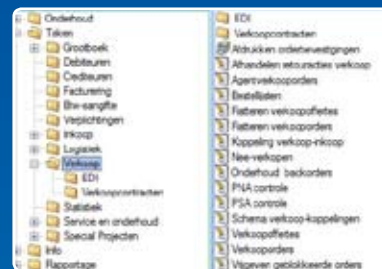 Onderhoud
Taken
Grootboek
Debiteuren
Crediteuren
Facturering
Btw-aangifte
Verplichtingen
Inkoop
Logistiek
Verkoop
EDI
Verkoopcontracten
Statistiek
Service en onderhoud
Special Projecten
Info
Rapportage
EDI
Verkoopcontracten
Afdrukken orderbevestigingen
Afhandelen retouracties verkoop
Agentverkooporders
Bestellijsten
Fiatteren verkoopoffertes
Fiatteren verkooporders
Koppeling verkoop-inkoop
Nee-verkopen
Onderhoud backorders
PNA controle
PSA controle
Schema verkoop-koppelingen
Verkoopoffertes
Verkooporders
Vrijgeven geblokkeerde orders